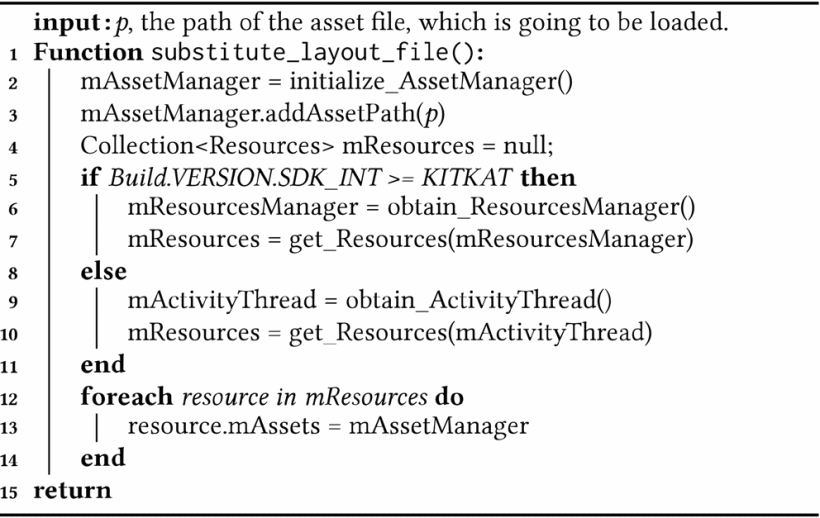 input: p, the path of the asset file, which is going to be loaded.
1 Function substitute_layout_file():
2 mAssetManager = initialize_AssetManager()
3 mAssetManager.addAssetPath(p)
4 Collection<Resources> mResources = null;
5 if Build.VERSION.SDK_INT >= KITKAT then
6 mResourcesManager = obtain_ResourcesManager()
7 mResources = get_Resources(mResourcesManager)
8 else
9 mActivityThread = obtain_ActivityThread()
10 mResources = get_Resources(mActivityThread)
11 end
12 foreach resource in mResources do
13 resource.mAssets = mAssetManager
14 end
15 return